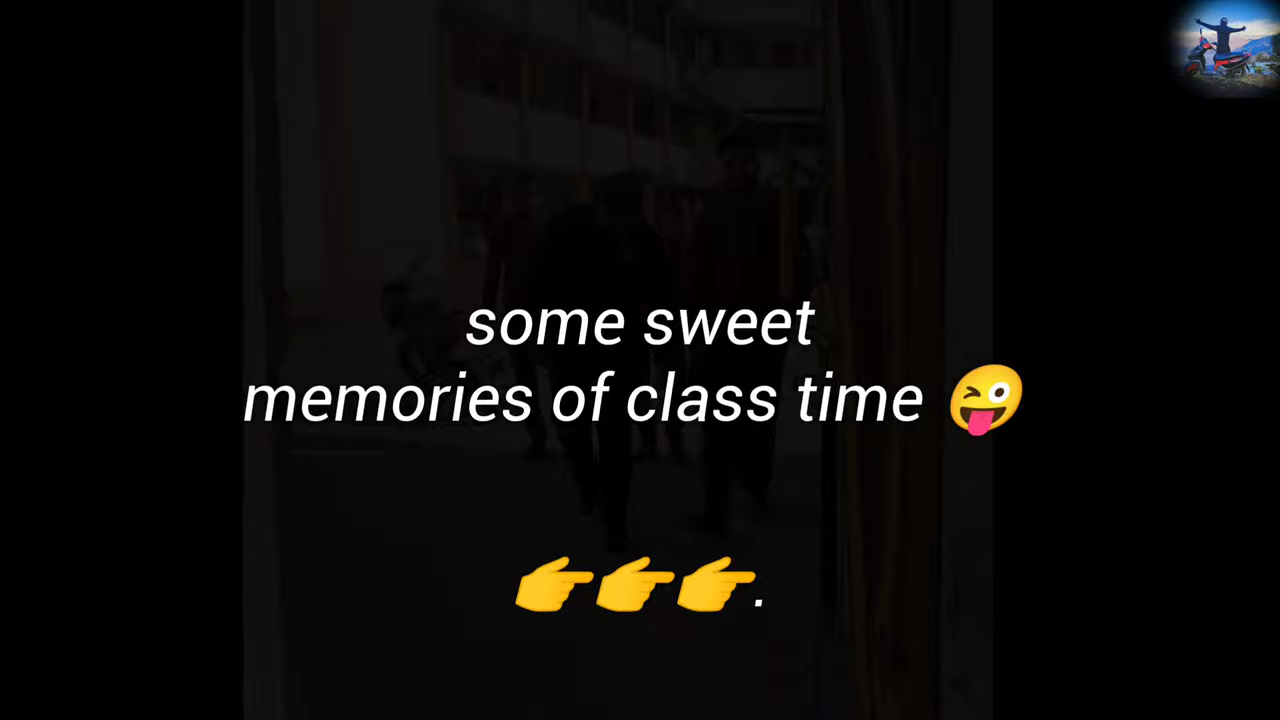 some sweet
memories of class time 😜
👉👉👉.